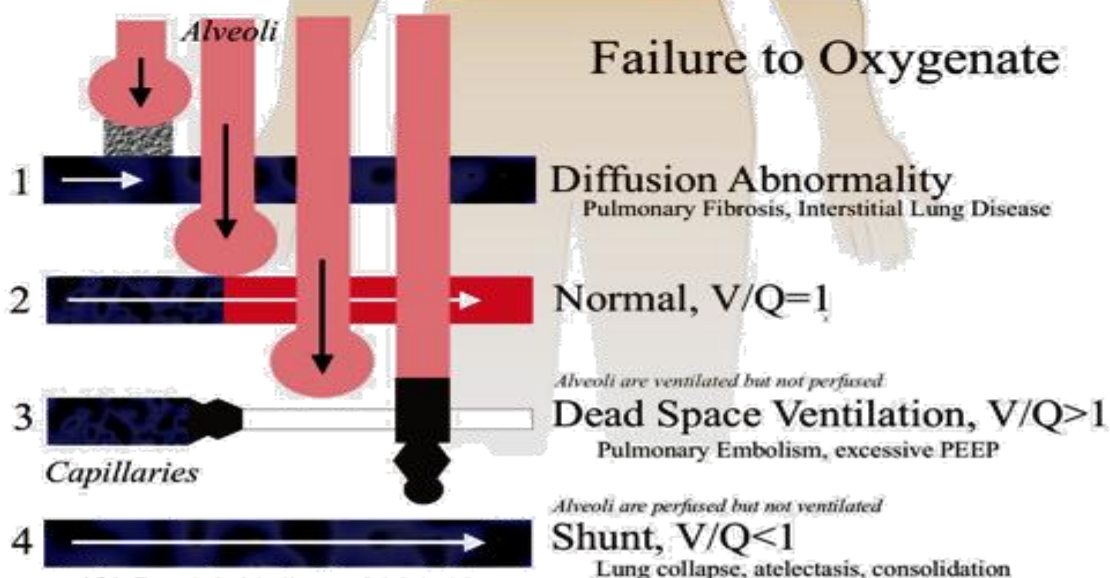 Alveoli
Failure to Oxygenate
1
Diffusion Abnormality
Pulmonary Fibrosis, Interstitial Lung Disease
2
Normal, V/Q=1
Alveoli are ventilated but not perfused
3
Dead Space Ventilation, V/Q>1
Pulmonary Embolism, excessive PEEP
Capillaries
Alveoli are perfused but not ventilated
4
Shunt, V/Q<1
Lung collapse, atelectasis, consolidation